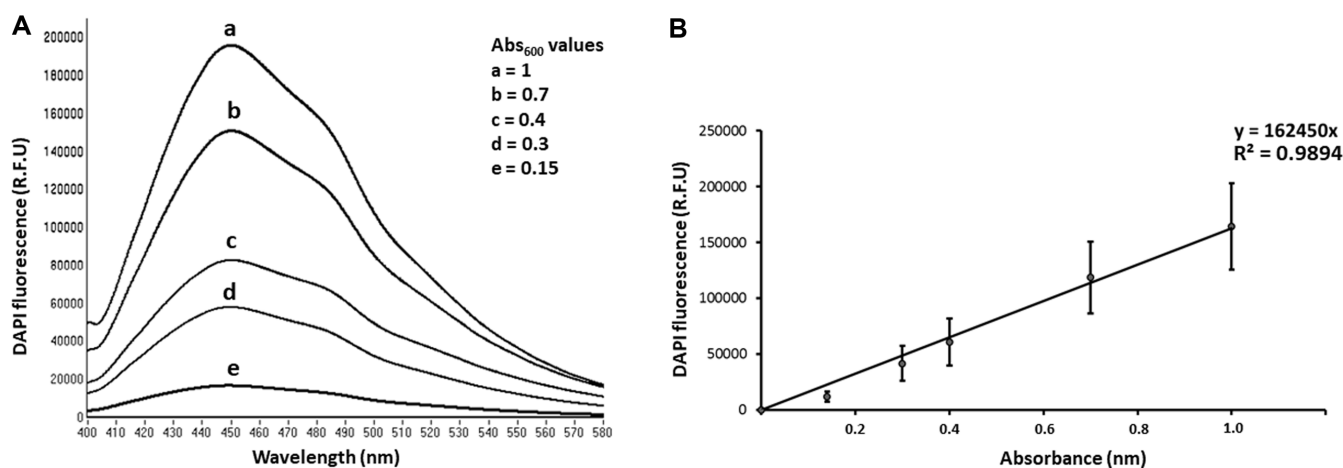 A
DAPI fluorescence (R.F.U)
200000
180000
160000
140000
120000
100000
80000
60000
40000
20000
0
a
b
c
d
e
Abs₆₀₀ values
a = 1
b = 0.7
c = 0.4
d = 0.3
e = 0.15
400 410 420 430 440 450 460 470 480 490 500 510 520 530 540 550 560 570 580
Wavelength (nm)
B
DAPI fluorescence (R.F.U)
250000
200000
150000
100000
50000
0
y = 162450x
R² = 0.9894
0.2 0.4 0.6 0.8 1.0
Absorbance (nm)